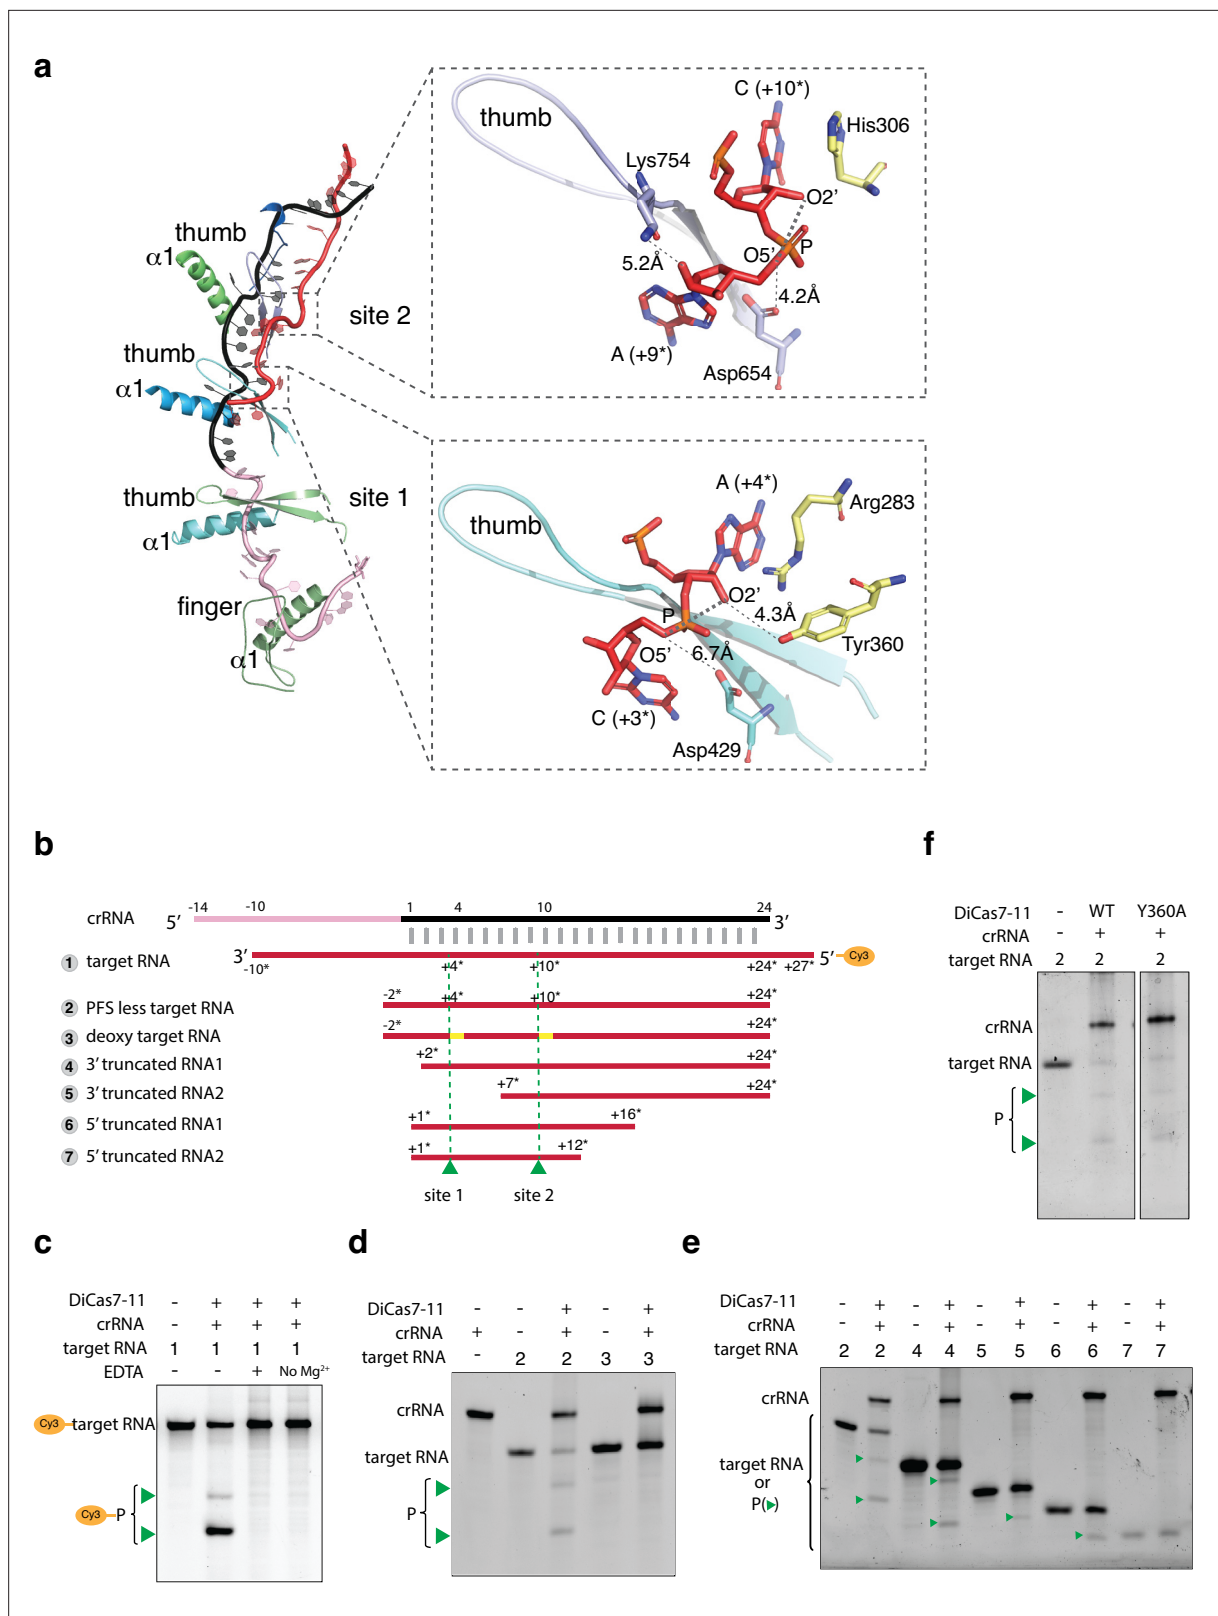 a
thumb
α1
site 2
thumb
α1
thumb
site 1
α1
finger
α1
thumb
C (+10*)
His306
Lys754
O2'
O5'
P
5.2Å
4.2Å
A (+9*)
Asp654
thumb
A (+4*)
Arg283
O2'
P
4.3Å
O5'
6.7Å
Tyr360
C (+3*)
Asp429
b
-14 -10 1 4 10 24
crRNA 5' 3'
1 target RNA 3' 5' Cy3
-10* +4* +10* +24* +27*
2 PFS less target RNA -2* +4* +10* +24*
3 deoxy target RNA -2* +24*
4 3' truncated RNA1 +2* +24*
5 3' truncated RNA2 +7* +24*
6 5' truncated RNA1 +1* +16*
7 5' truncated RNA2 +1* +12*
site 1 site 2
f
DiCas7-11 - WT Y360A
crRNA - + +
target RNA 2 2 2
crRNA
target RNA
P
c
DiCas7-11 - + + +
crRNA - + + +
target RNA 1 1 1 1
EDTA - - + No Mg²⁺
Cy3 target RNA
Cy3 P
d
DiCas7-11 - - + - +
crRNA + - + - +
target RNA - 2 2 3 3
crRNA
target RNA
P
e
DiCas7-11 - + - + - + - + - +
crRNA - + - + - + - + - +
target RNA 2 2 4 4 5 5 6 6 7 7
crRNA
target RNA
or
P( )